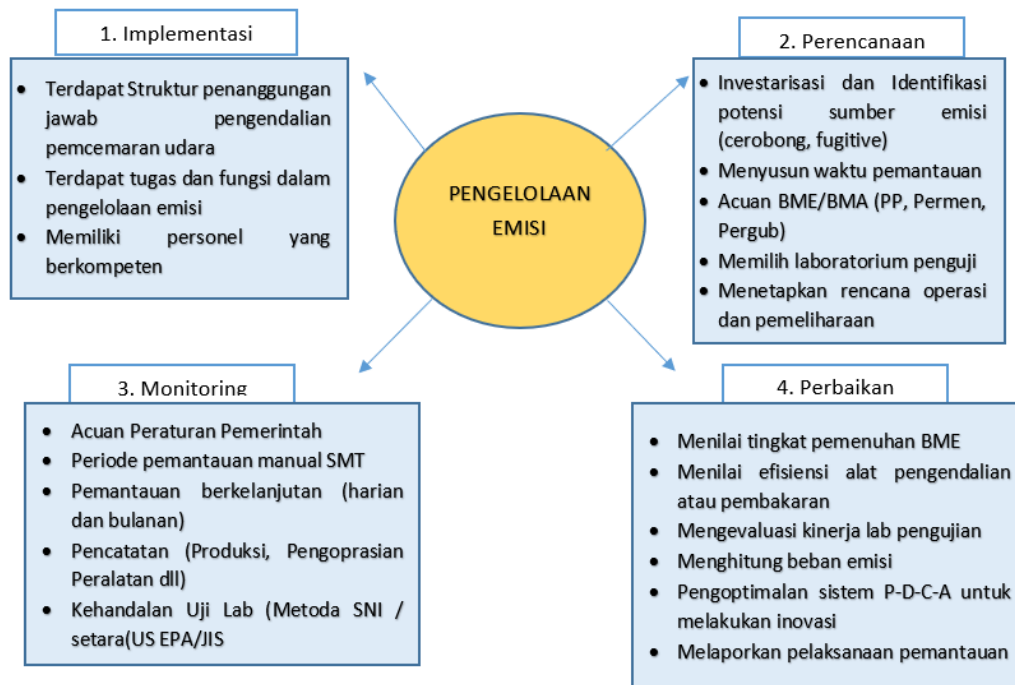 1. Implementasi
• Terdapat Struktur penanggungan
jawab pengendalian
pemcemaran udara
• Terdapat tugas dan fungsi dalam
pengelolaan emisi
• Memiliki personel yang
berkompeten
2. Perencanaan
• Investarisasi dan Identifikasi
potensi sumber emisi
(cerobong, fugitive)
• Menyusun waktu pemantauan
• Acuan BME/BMA (PP, Permen,
Pergub)
• Memilih laboratorium penguji
• Menetapkan rencana operasi
dan pemeliharaan
PENGELOLAAN
EMISI
3. Monitoring
• Acuan Peraturan Pemerintah
• Periode pemantauan manual SMT
• Pemantauan berkelanjutan (harian
dan bulanan)
• Pencatatan (Produksi, Pengoprasian
Peralatan dll)
• Kehandalan Uji Lab (Metoda SNI /
setara(US EPA/JIS
4. Perbaikan
• Menilai tingkat pemenuhan BME
• Menilai efisiensi alat pengendalian
atau pembakaran
• Mengevaluasi kinerja lab pengujian
• Menghitung beban emisi
• Pengoptimalan sistem P-D-C-A untuk
melakukan inovasi
• Melaporkan pelaksanaan pemantauan